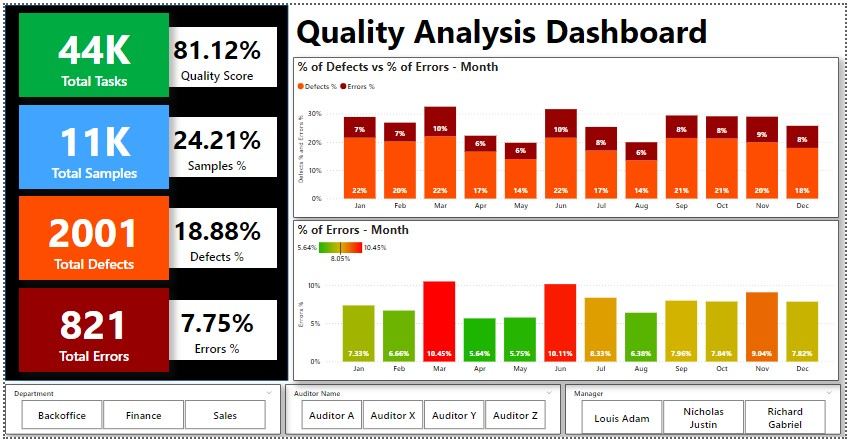 Quality Analysis Dashboard
44K
Total Tasks
81.12%
Quality Score
11K
Total Samples
24.21%
Samples %
2001
Total Defects
18.88%
Defects %
821
Total Errors
7.75%
Errors %
% of Defects vs % of Errors - Month
Defects % Errors %
Defects % and Errors %
30%
20%
10%
0%
7% 7% 10% 6% 6% 10% 8% 6% 8% 8% 9% 8%
22% 20% 22% 17% 14% 22% 17% 14% 21% 21% 20% 18%
Jan Feb Mar Apr May Jun Jul Aug Sep Oct Nov Dec
% of Errors - Month
5.64% 10.45%
8.05%
Errors %
10%
5%
0%
7.33% 6.66% 10.45% 5.64% 5.75% 10.11% 8.33% 6.38% 7.96% 7.84% 9.04% 7.82%
Jan Feb Mar Apr May Jun Jul Aug Sep Oct Nov Dec
Department
Backoffice Finance Sales
Auditor Name
Auditor A Auditor X Auditor Y Auditor Z
Manager
Louis Adam
Nicholas
Justin
Richard
Gabriel